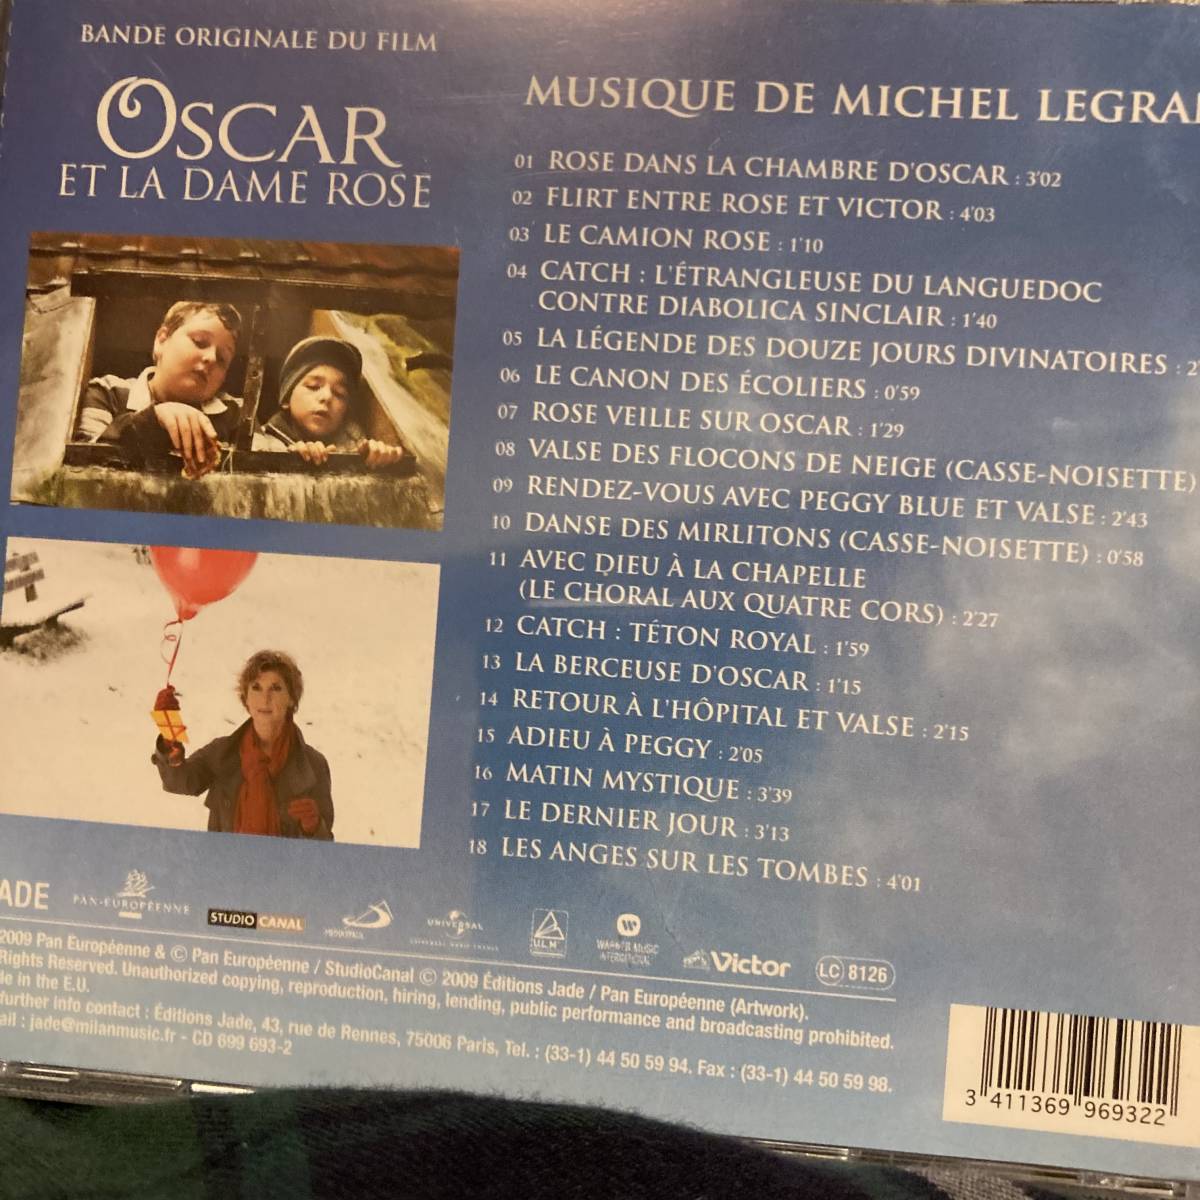 BANDE ORIGINALE DU FILM
OSCAR
ET LA DAME ROSE
MUSIQUE DE MICHEL
01 ROSE DANS LA CHAMBRE D'OSCAR : 3'02
02 FLIRT ENTRE ROSE ET VICTOR : 4'03
03 LE CAMION ROSE : 1'10
04 CATCH : L'ÉTRANGLEUSE DU LANGUEDOC
CONTRE DIABOLICA SINCLAIR : 1'40
05 LA LÉGENDE DES DOUZE JOURS DIVINATOIRES :
06 LE CANON DES ÉCOLIERS : 0'59
07 ROSE VEILLE SUR OSCAR : 1'29
08 VALSE DES FLOCONS DE NEIGE (CASSE-NOISETTE)
09 RENDEZ-VOUS AVEC PEGGY BLUE ET VALSE : 2'43
10 DANSE DES MIRLITONS (CASSE-NOISETTE) : 0'58
11 AVEC DIEU À LA CHAPELLE
(LE CHORAL AUX QUATRE CORS) : 2'27
12 CATCH : TÉTON ROYAL : 1'59
13 LA BERCEUSE D'OSCAR : 1'15
14 RETOUR À L'HÔPITAL ET VALSE : 2'15
15 ADIEU À PEGGY : 2'05
16 MATIN MYSTIQUE : 3'39
17 LE DERNIER JOUR : 3'13
18 LES ANGES SUR LES TOMBES : 4'01
PAN-EUROPÉENNE STUDIO CANAL UNIVERSAL U.L.M WARNER MUSIC INTERNATIONAL Victor LC 8126
2009 Pan Européenne & © Pan Européenne / StudioCanal © 2009 Éditions Jade / Pan Européenne (Artwork).
Rights Reserved. Unauthorized copying, reproduction, hiring, lending, public performance and broadcasting prohibited.
in the E.U.
further info contact : Éditions Jade, 43, rue de Rennes, 75006 Paris, Tel. : (33-1) 44 50 59 94. Fax : (33-1) 44 50 59 98.
: jade@milanmusic.fr - CD 699 693-2
3 411369 969322